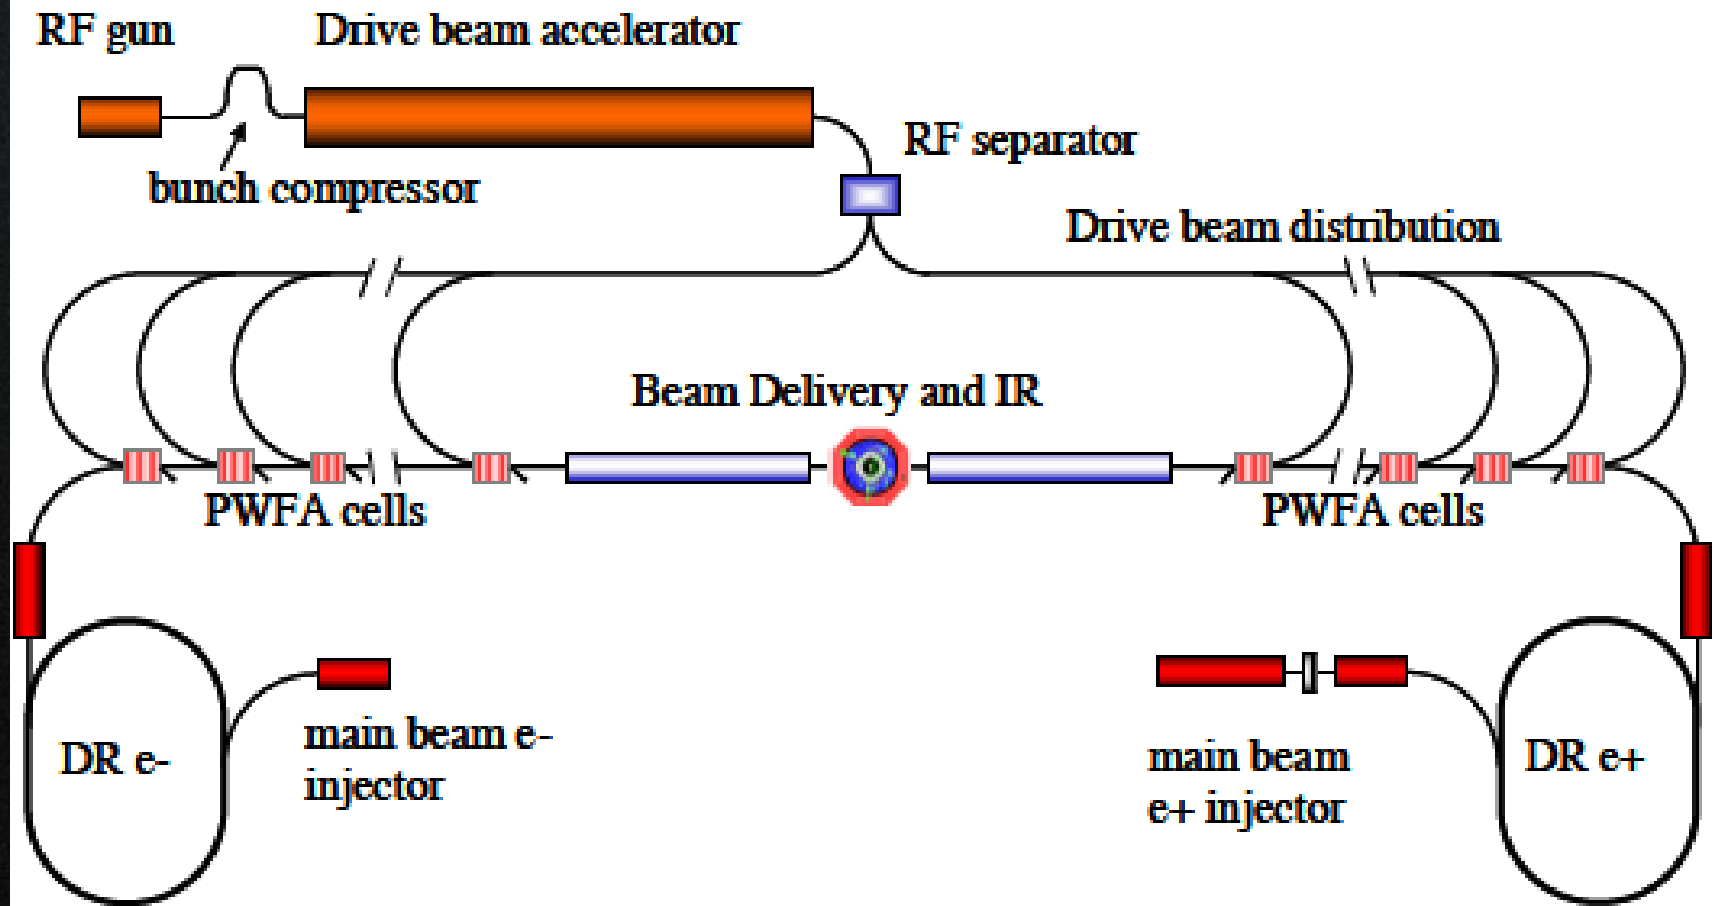 RF gun
Drive beam accelerator
RF separator
bunch compressor
Drive beam distribution
Beam Delivery and IR
PWFA cells
PWFA cells
main beam e-
injector
DR e-
main beam
e+ injector
DR e+